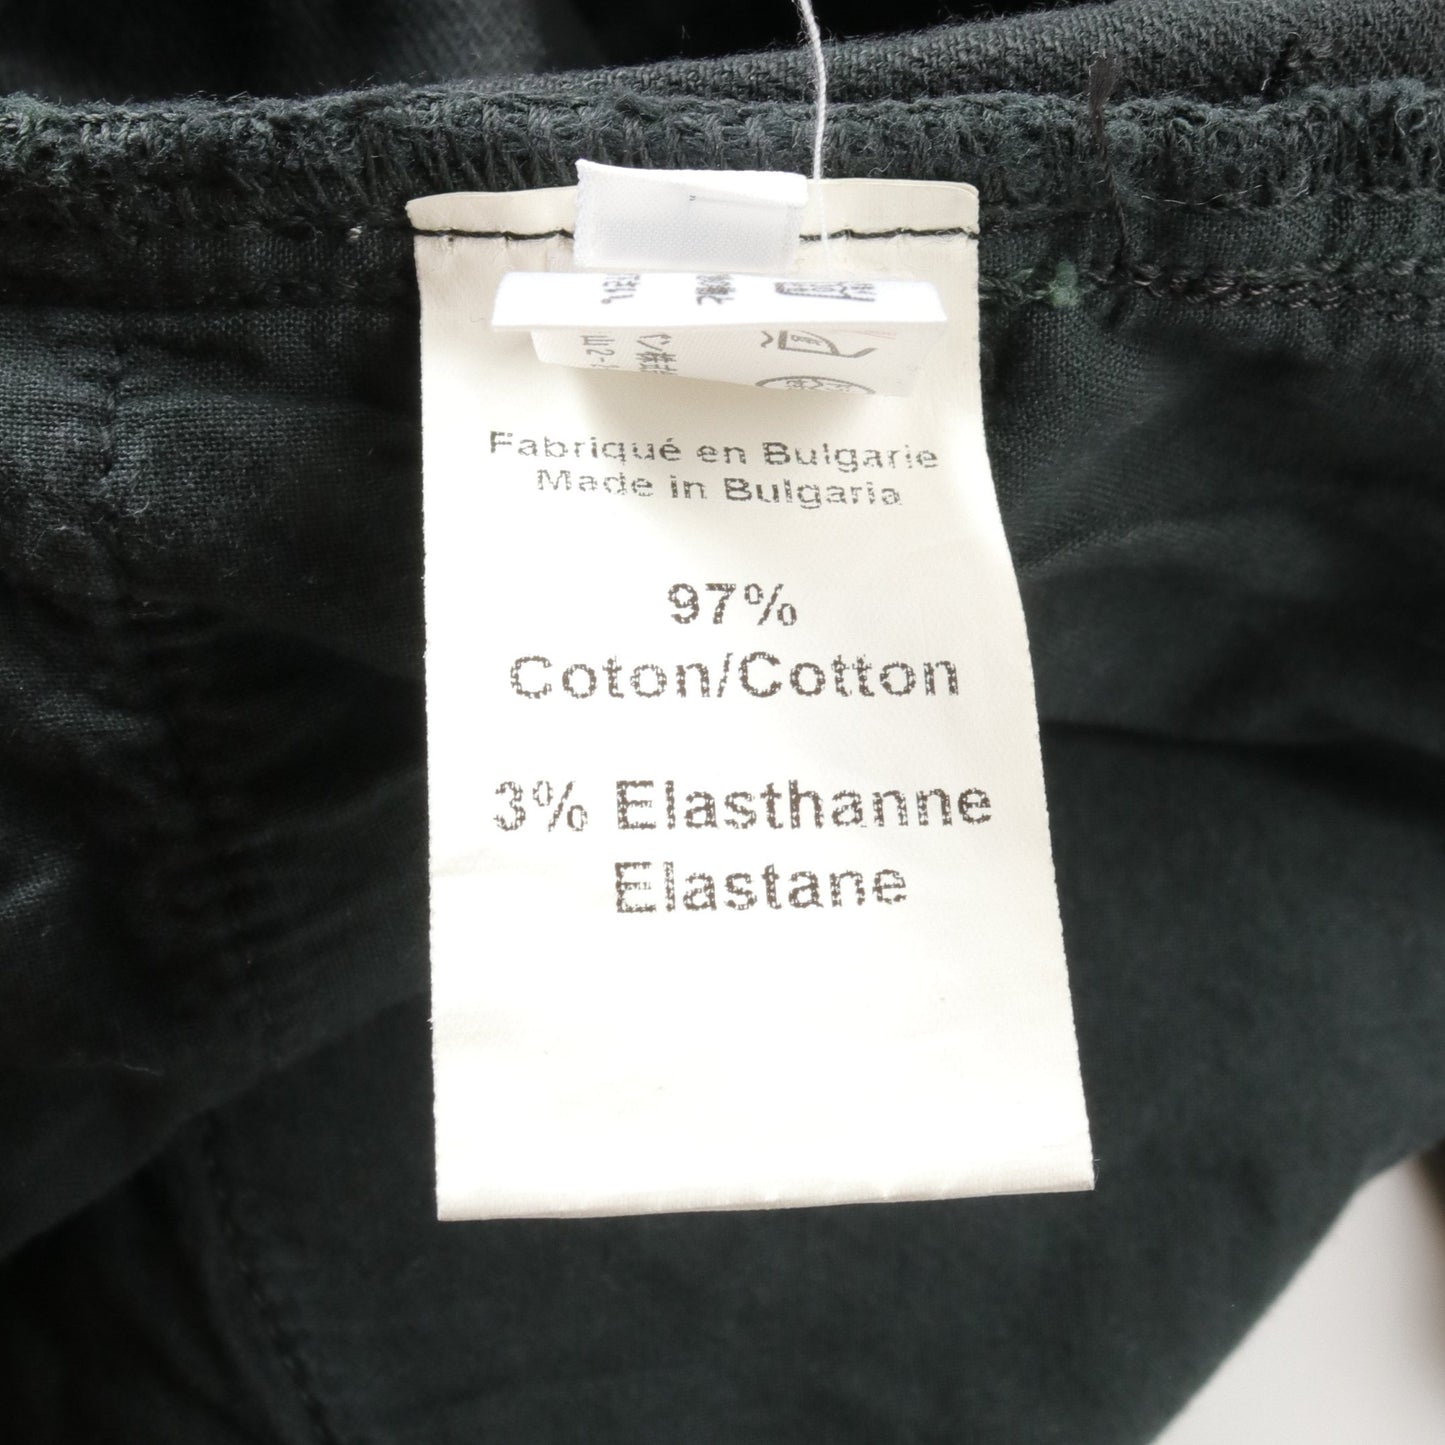 Fabriqué en Bulgarie
Made in Bulgaria
97%
Coton/Cotton
3% Elasthanne
Elastane